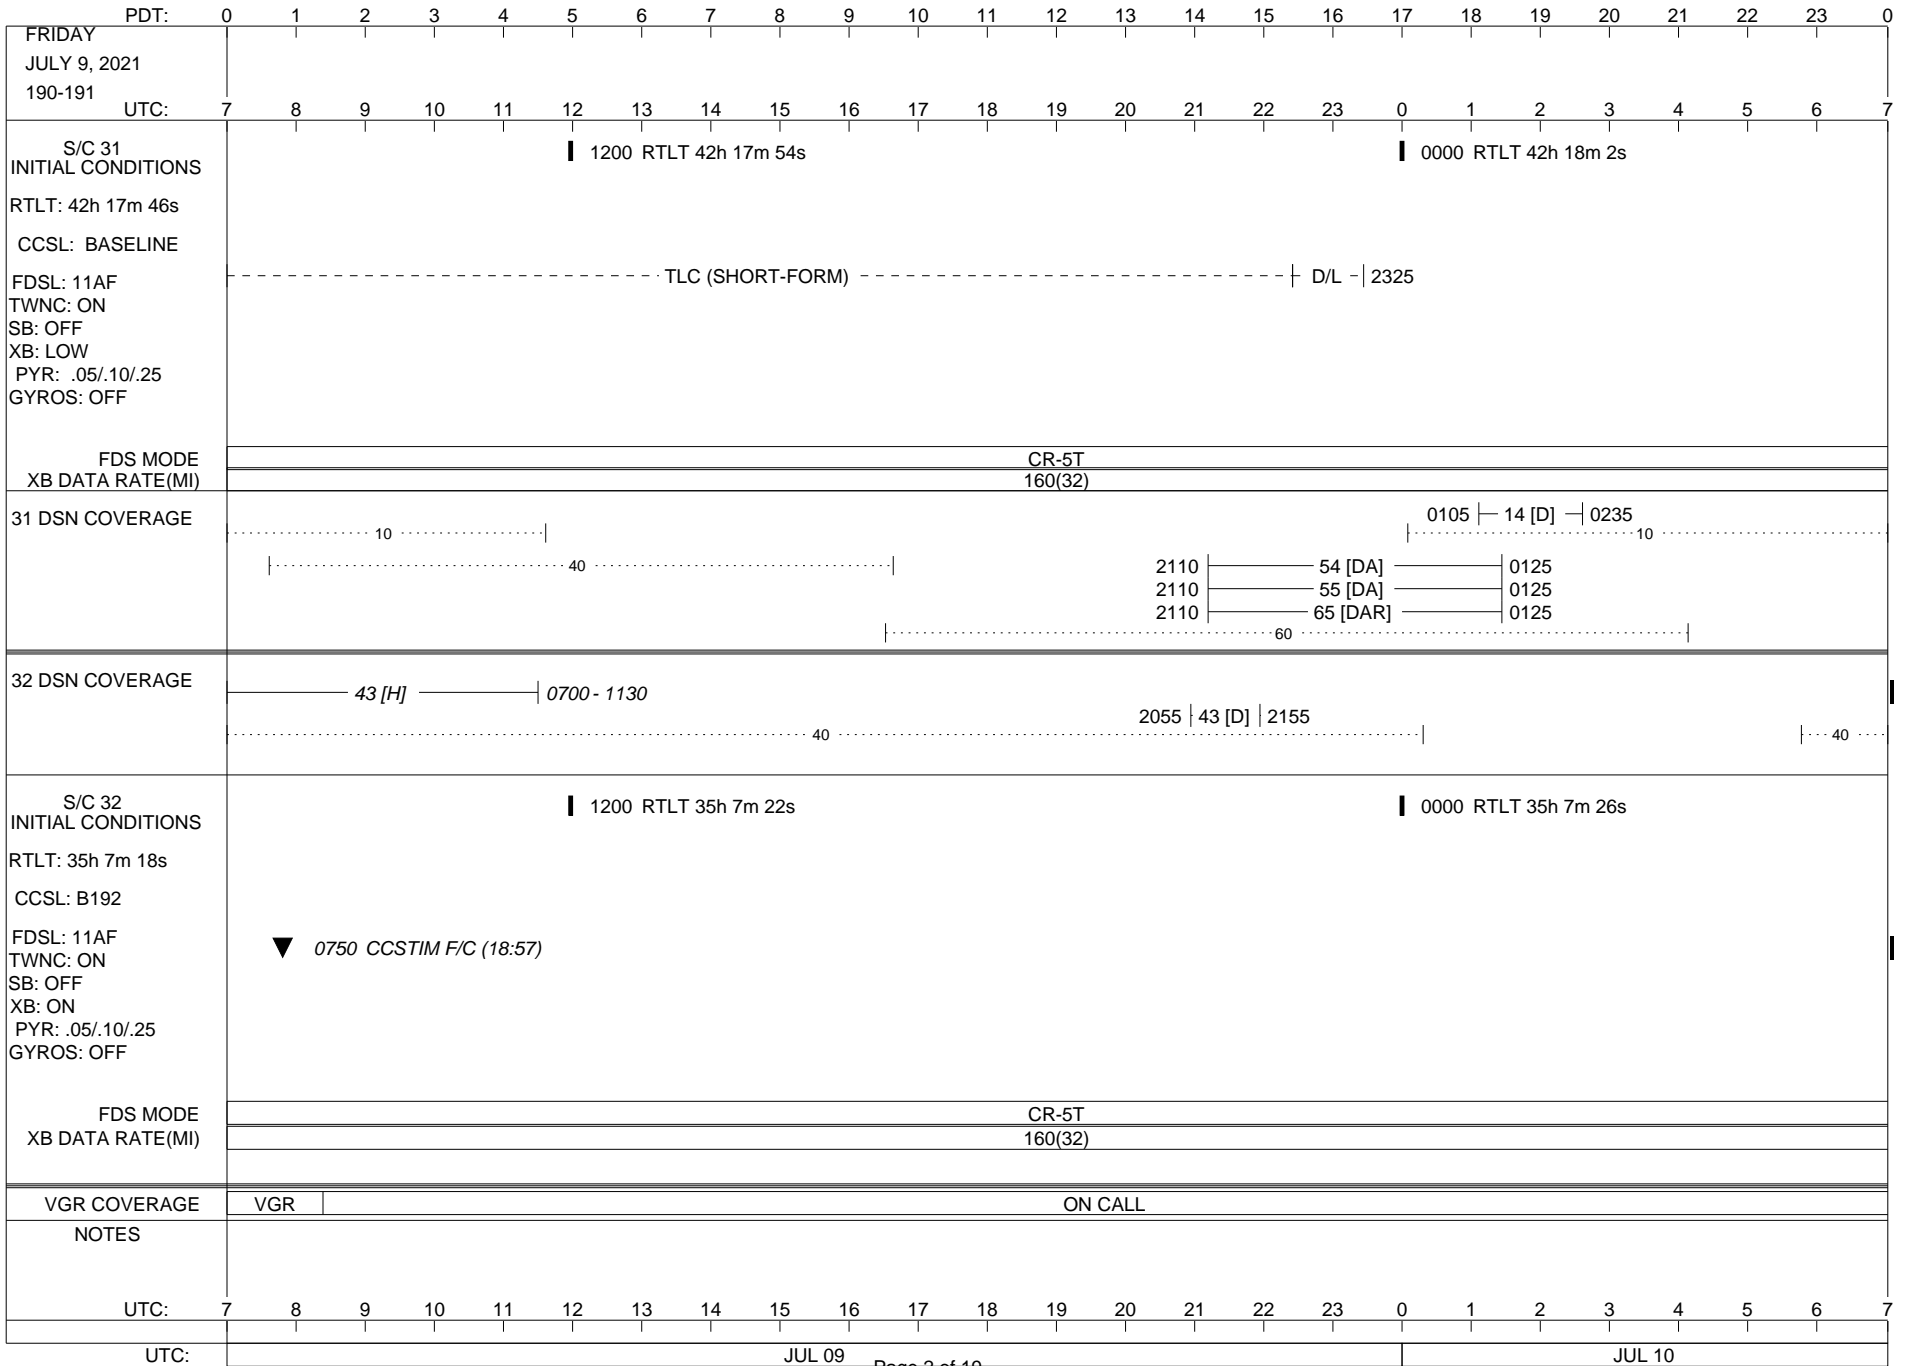 PDT: 0 1 2 3 4 5 6 7 8 9 10 11 12 13 14 15 16 17 18 19 20 21 22 23 0
FRIDAY
JULY 9, 2021
190-191
UTC: 7 8 9 10 11 12 13 14 15 16 17 18 19 20 21 22 23 0 1 2 3 4 5 6 7
S/C 31
INITIAL CONDITIONS
1200 RTLT 42h 17m 54s
0000 RTLT 42h 18m 2s
RTLT: 42h 17m 46s
CCSL: BASELINE
FDSL: 11AF
TLC (SHORT-FORM) D/L 2325
TWNC: ON
SB: OFF
XB: LOW
PYR: .05/.10/.25
GYROS: OFF
FDS MODE CR-5T
XB DATA RATE(MI) 160(32)
31 DSN COVERAGE
0105 14 [D] 0235
10 10
40
2110 54 [DA] 0125
2110 55 [DA] 0125
2110 65 [DAR] 0125
60
32 DSN COVERAGE
43 [H] 0700 - 1130
2055 43 [D] 2155
40 40
S/C 32
INITIAL CONDITIONS
1200 RTLT 35h 7m 22s
0000 RTLT 35h 7m 26s
RTLT: 35h 7m 18s
CCSL: B192
FDSL: 11AF
0750 CCSTIM F/C (18:57)
TWNC: ON
SB: OFF
XB: ON
PYR: .05/.10/.25
GYROS: OFF
FDS MODE CR-5T
XB DATA RATE(MI) 160(32)
VGR COVERAGE VGR ON CALL
NOTES
UTC: 7 8 9 10 11 12 13 14 15 16 17 18 19 20 21 22 23 0 1 2 3 4 5 6 7
UTC: JUL 09 JUL 10